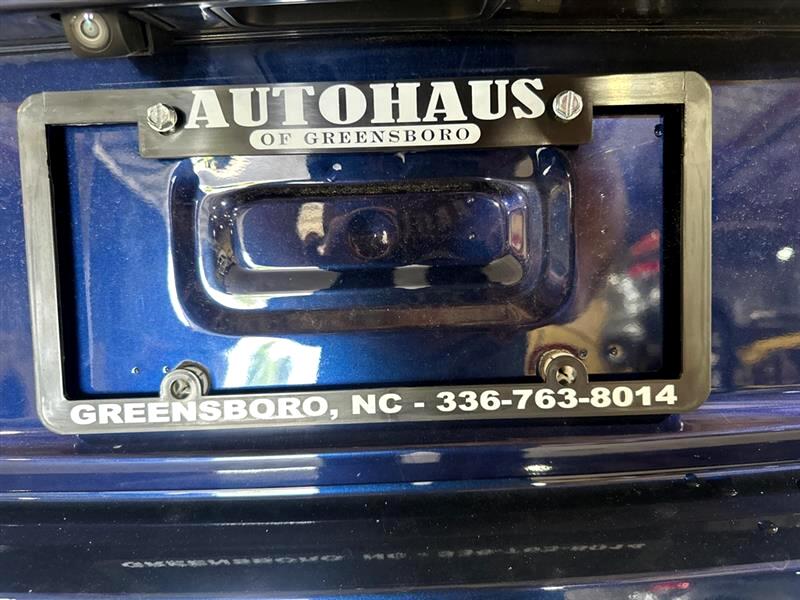 AUTOHAUS
OF GREENSBORO
GREENSBORO, NC - 336-763-8014